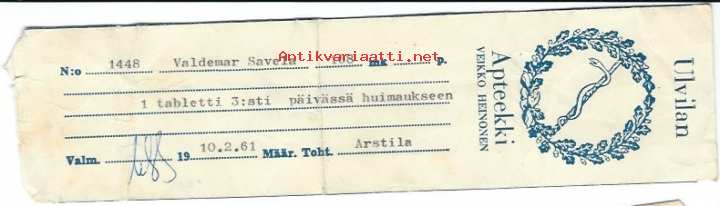 N:o 1448 Valdemar Savela mk p.
1 tabletti 3:sti päivässä huimaukseen
Valm. 19 10.2.61 Määr. Toht. Arstila
Ulvilan
Apteekki
VEIKKO HEINONEN
Antikvariaatti.net